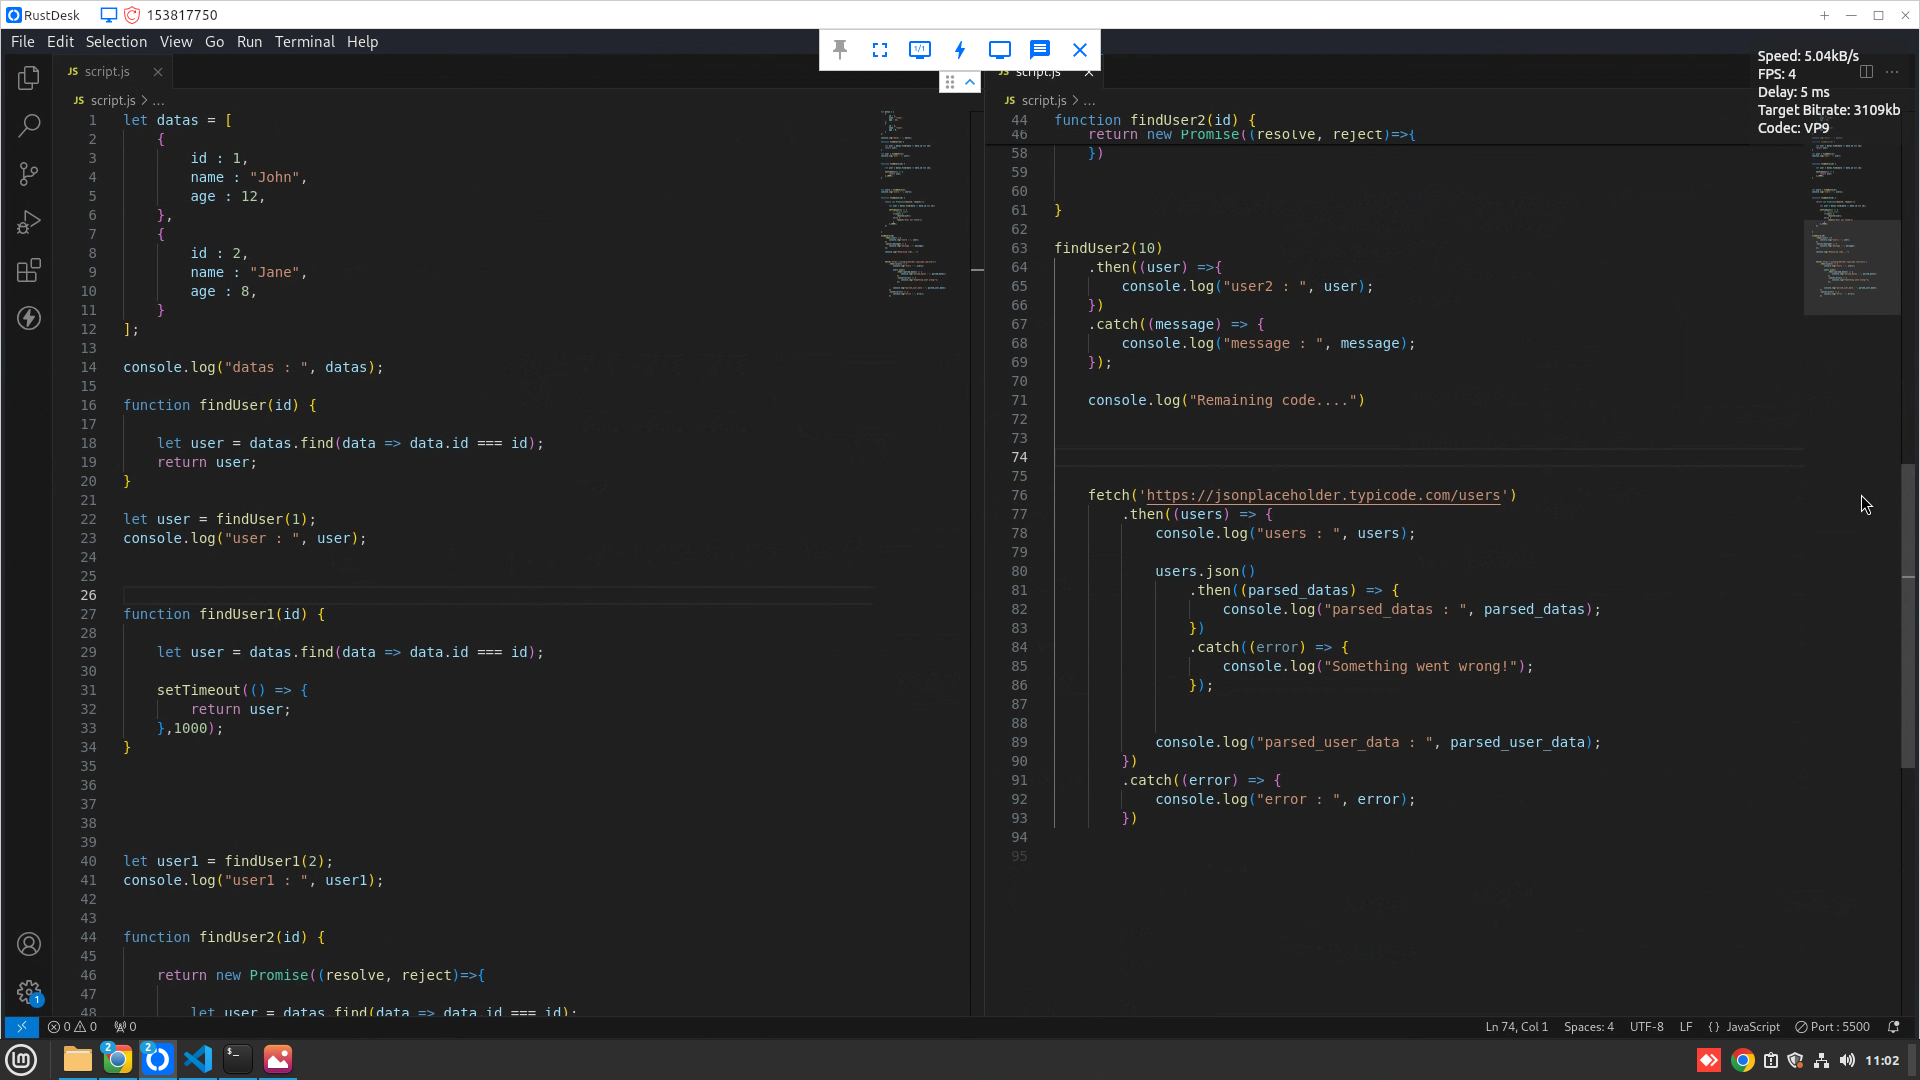 RustDesk 153817750
File Edit Selection View Go Run Terminal Help
Speed: 5.04kB/s
FPS: 4
Delay: 5 ms
Target Bitrate: 3109kb
Codec: VP9
JS script.js
JS script.js > ...
1 let datas = [
2 {
3 id : 1,
4 name : "John",
5 age : 12,
6 },
7 {
8 id : 2,
9 name : "Jane",
10 age : 8,
11 }
12 ];
13
14 console.log("datas : ", datas);
15
16 function findUser(id) {
17
18 let user = datas.find(data => data.id === id);
19 return user;
20 }
21
22 let user = findUser(1);
23 console.log("user : ", user);
24
25
26
27 function findUser1(id) {
28
29 let user = datas.find(data => data.id === id);
30
31 setTimeout(() => {
32 return user;
33 },1000);
34 }
35
36
37
38
39
40 let user1 = findUser1(2);
41 console.log("user1 : ", user1);
42
43
44 function findUser2(id) {
45
46 return new Promise((resolve, reject)=>{
47
48 let user = datas.find(data => data.id === id);
JS script.js
JS script.js > ...
44 function findUser2(id) {
46 return new Promise((resolve, reject)=>{
58 })
59
60
61 }
62
63 findUser2(10)
64 .then((user) =>{
65 console.log("user2 : ", user);
66 })
67 .catch((message) => {
68 console.log("message : ", message);
69 });
70
71 console.log("Remaining code....")
72
73
74
75
76 fetch('https://jsonplaceholder.typicode.com/users')
77 .then((users) => {
78 console.log("users : ", users);
79
80 users.json()
81 .then((parsed_datas) => {
82 console.log("parsed_datas : ", parsed_datas);
83 })
84 .catch((error) => {
85 console.log("Something went wrong!");
86 });
87
88
89 console.log("parsed_user_data : ", parsed_user_data);
90 })
91 .catch((error) => {
92 console.log("error : ", error);
93 })
94
95
1
0 0 0 Ln 74, Col 1 Spaces: 4 UTF-8 LF {} JavaScript Port : 5500
2 2 11:02